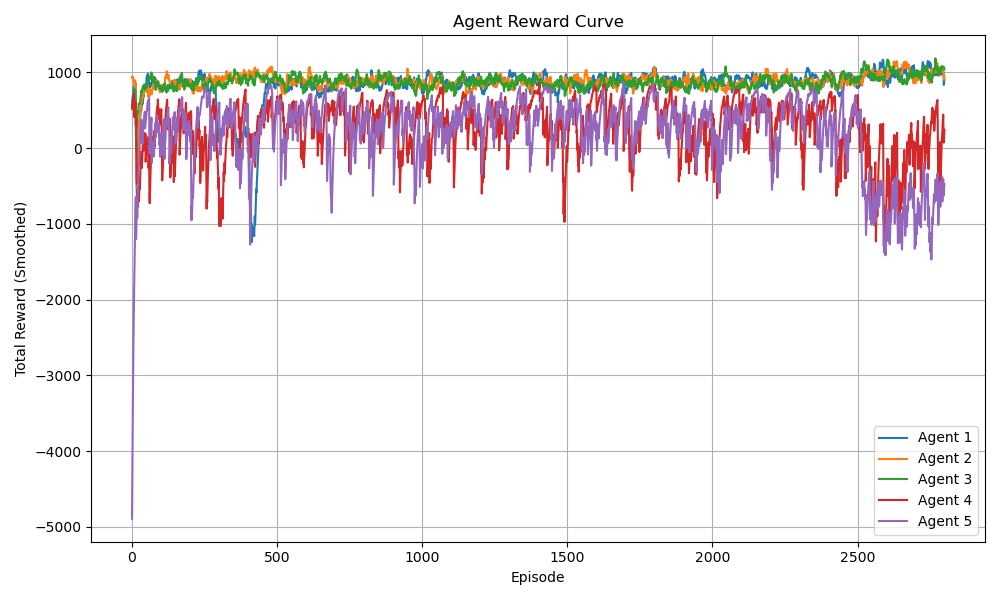 Agent Reward Curve
Total Reward (Smoothed)
1000
0
−1000
−2000
−3000
−4000
−5000
0 500 1000 1500 2000 2500
Episode
Agent 1
Agent 2
Agent 3
Agent 4
Agent 5